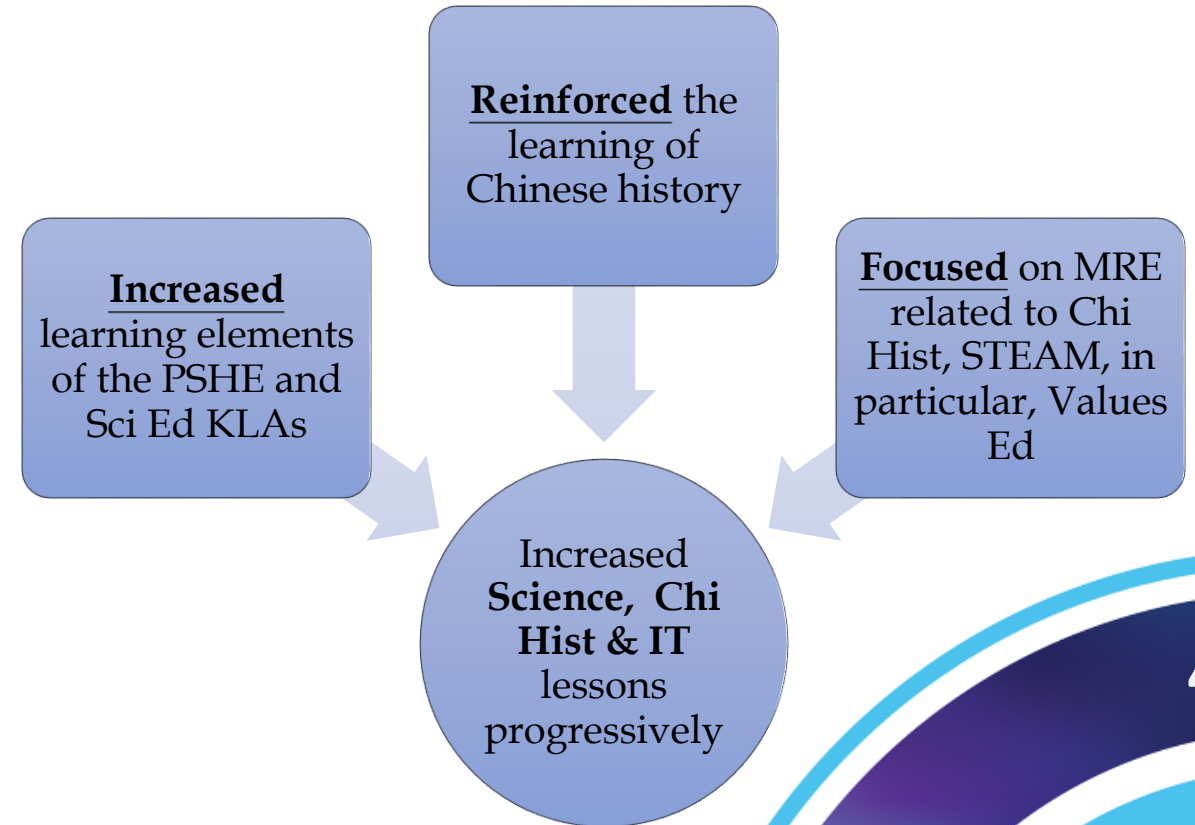 Reinforced the
learning of
Chinese history
Increased
learning elements
of the PSHE and
Sci Ed KLAs
Focused on MRE
related to Chi
Hist, STEAM, in
particular, Values
Ed
Increased
Science, Chi
Hist & IT
lessons
progressively